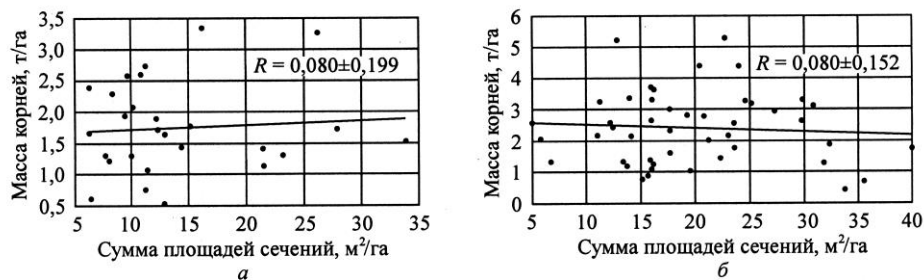 3,5
3,0
2,5
2,0
1,5
1,0
0,5
Масса корней, т/га
R = 0,080±0,199
5 10 15 20 25 30 35
Сумма площадей сечений, м²/га
а
6
5
4
3
2
1
0
Масса корней, т/га
R = 0,080±0,152
5 10 15 20 25 30 35 40
Сумма площадей сечений, м²/га
б